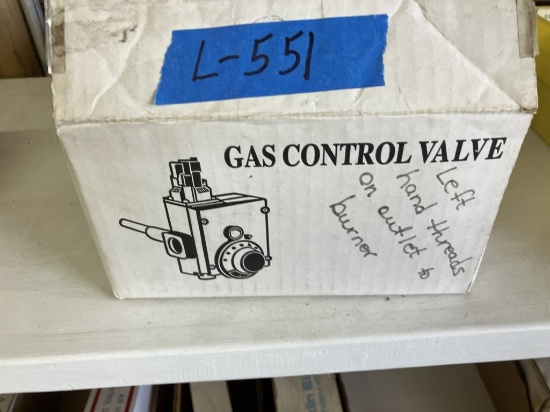 L-551
GAS CONTROL VALVE
Left
hand threads
on outlet to
burner